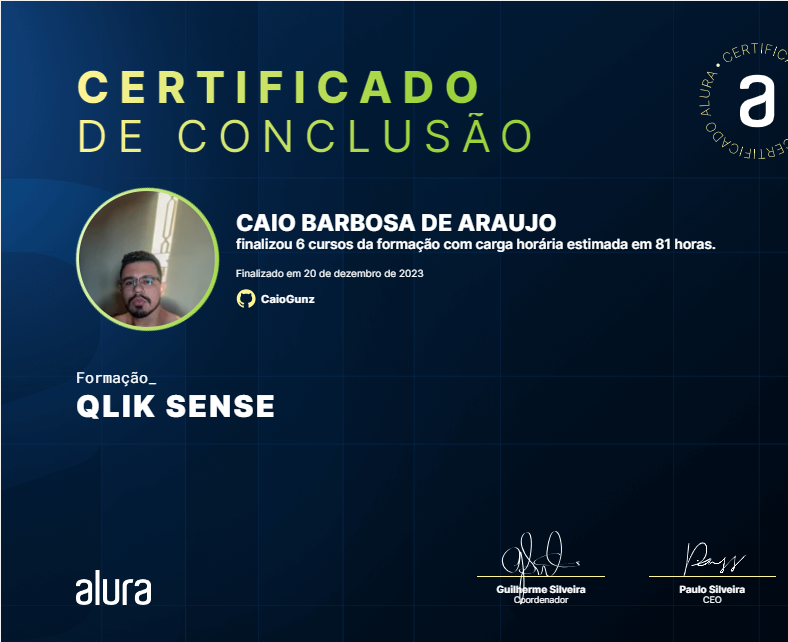 CERTIFICADO
DE CONCLUSÃO
CERTIFICADO ALURA • CERTIFICA
a
CAIO BARBOSA DE ARAUJO
finalizou 6 cursos da formação com carga horária estimada em 81 horas.
Finalizado em 20 de dezembro de 2023
CaioGunz
Formação_
QLIK SENSE
alura
Guilherme Silveira
Coordenador
Paulo Silveira
CEO